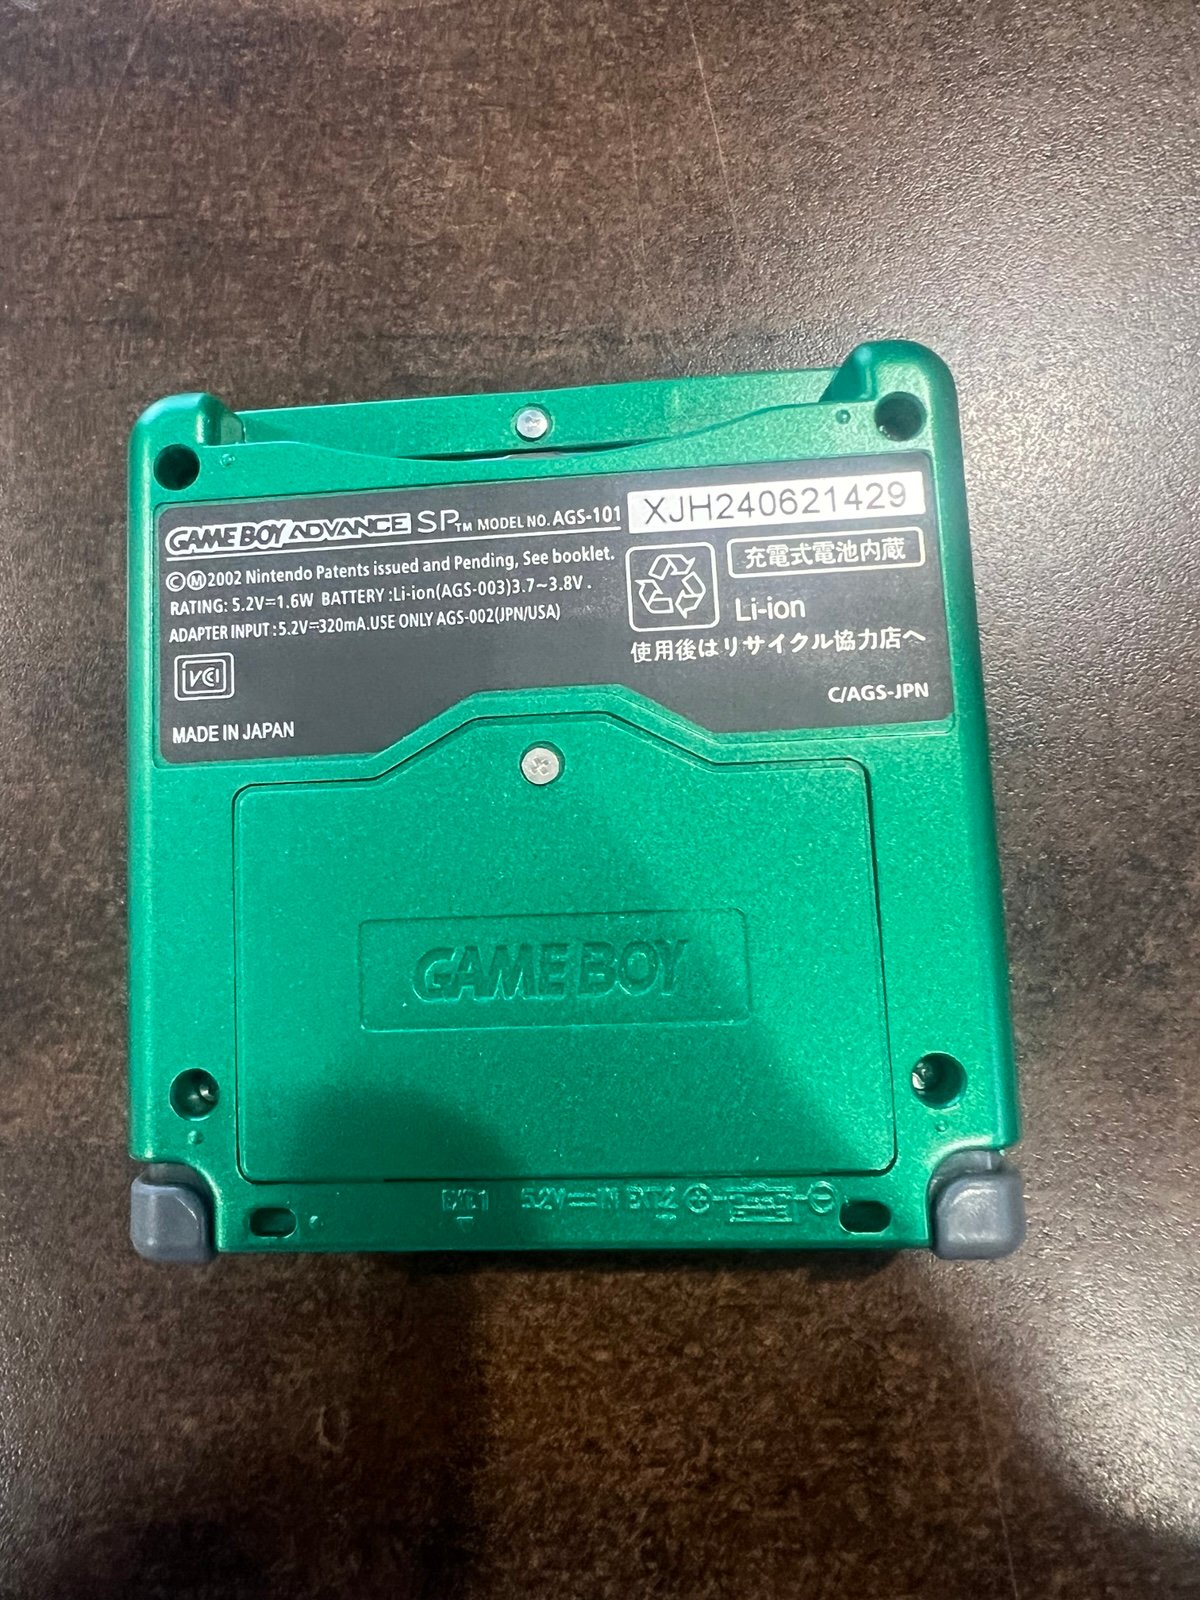 GAME BOY ADVANCE SP TM MODEL NO. AGS-101
XJH240621429
©Ⓜ2002 Nintendo Patents issued and Pending, See booklet.
RATING: 5.2V⎓1.6W BATTERY :Li-ion(AGS-003)3.7~3.8V .
ADAPTER INPUT :5.2V⎓320mA.USE ONLY AGS-002(JPN/USA)
VCI
MADE IN JAPAN
充電式電池内蔵
Li-ion
使用後はリサイクル協力店へ
C/AGS-JPN
GAME BOY
5.2V⎓IN EXT.2